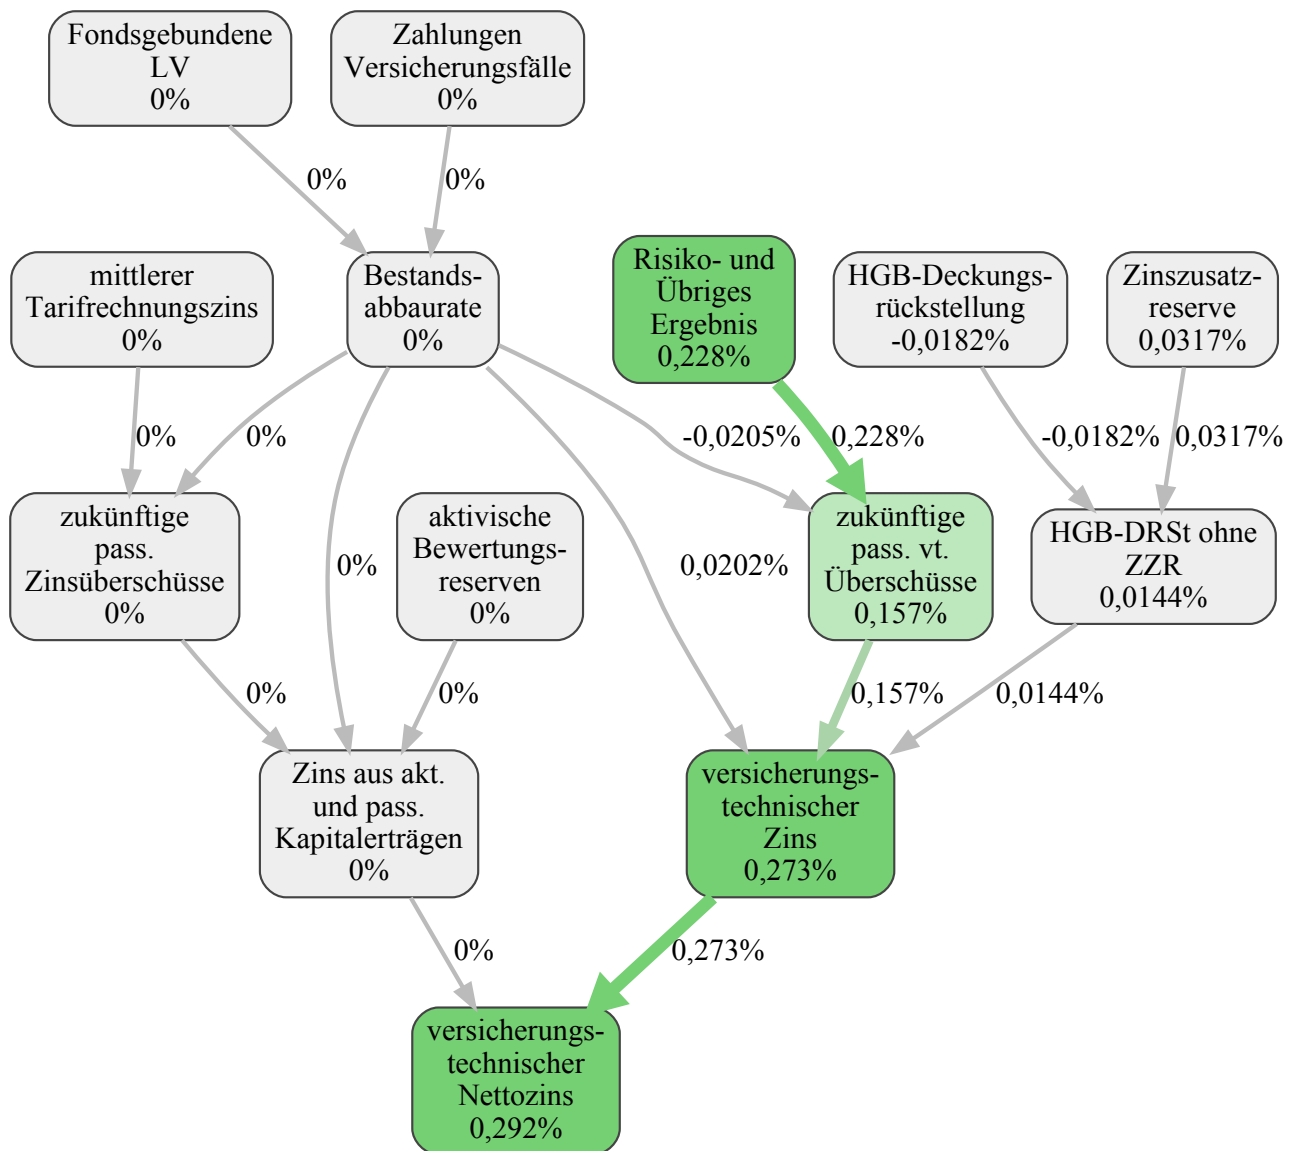 Fondsgebundene
LV
0%
Zahlungen
Versicherungsfälle
0%
0%
0%
mittlerer
Tarifrechnungszins
0%
Bestands-
abbaurate
0%
Risiko- und
Übriges
Ergebnis
0,228%
HGB-Deckungs-
rückstellung
-0,0182%
Zinszusatz-
reserve
0,0317%
0%
0%
-0,0205%
0,228%
-0,0182%
0,0317%
zukünftige
pass.
Zinsüberschüsse
0%
0%
aktivische
Bewertungs-
reserven
0%
0,0202%
zukünftige
pass. vt.
Überschüsse
0,157%
HGB-DRSt ohne
ZZR
0,0144%
0%
0%
0,157%
0,0144%
Zins aus akt.
und pass.
Kapitalerträgen
0%
versicherungs-
technischer
Zins
0,273%
0%
0,273%
versicherungs-
technischer
Nettozins
0,292%